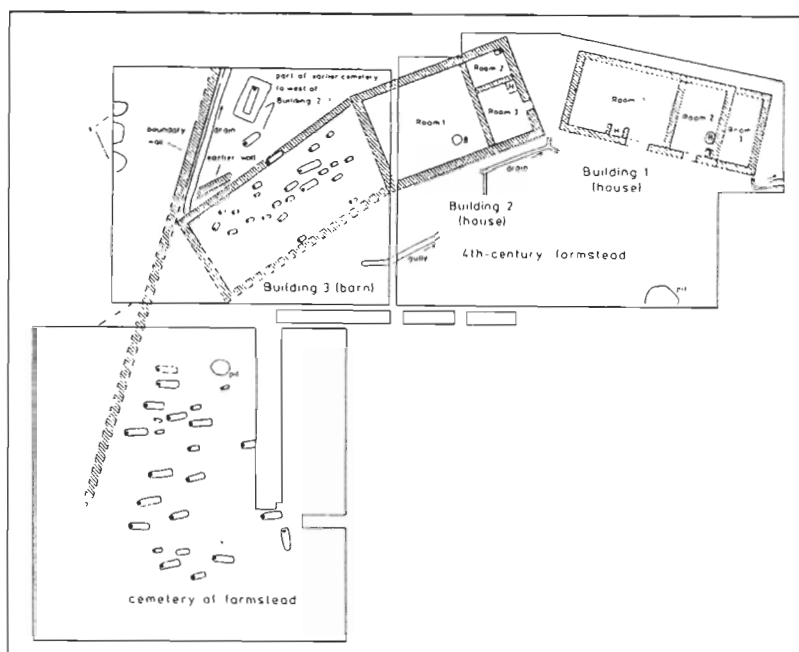 part of earlier cemetery
to west of
Building 2
boundary
wall
drain
earlier wall
Room 1
B
Room 2
H
Room 3
drain
Building 2
(house)
Room 1
H
Room 2
Room 3
Building 1
(house)
gully
4th-century farmstead
Building 3 (barn)
pit
pit
cemetery of farmstead